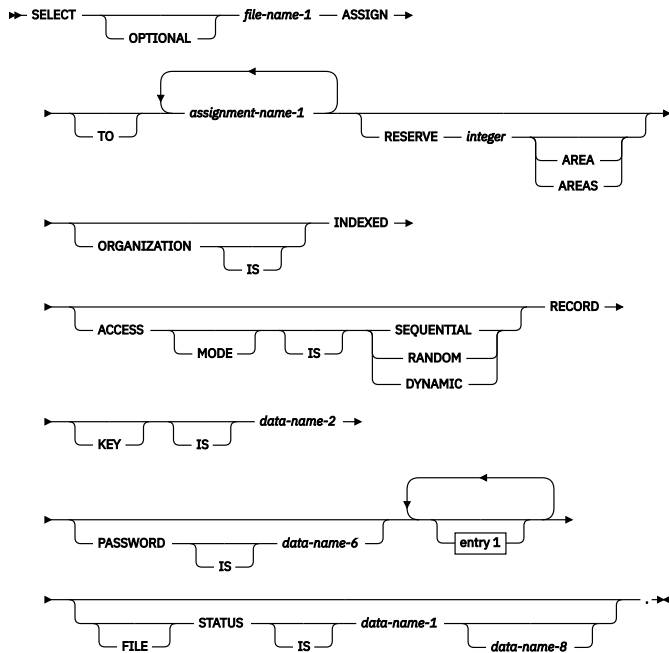 SELECT file-name-1 ASSIGN
OPTIONAL
assignment-name-1
TO RESERVE integer
AREA
AREAS
INDEXED
ORGANIZATION
IS
RECORD
ACCESS SEQUENTIAL
MODE IS RANDOM
DYNAMIC
data-name-2
KEY IS
PASSWORD data-name-6 entry 1
IS
.
STATUS data-name-1
FILE IS data-name-8